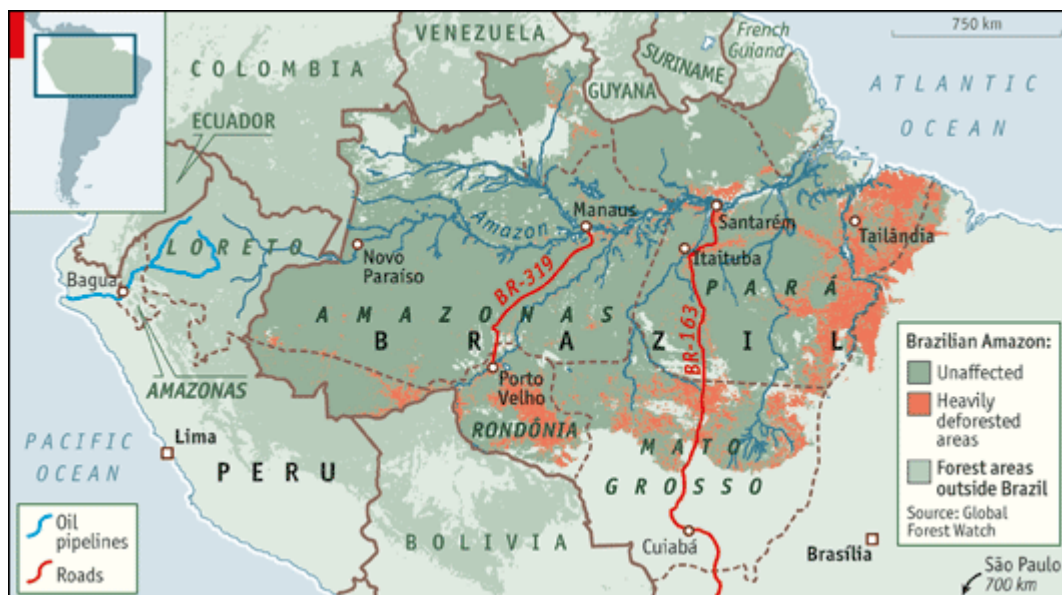 750 km
VENEZUELA
French
Guiana
SURINAME
GUYANA
COLOMBIA
ATLANTIC
OCEAN
ECUADOR
Manaus
Amazon
Santarém
Tailândia
LORETO
Novo
Paraíso
Itaituba
Bagua
BR-319
PARÁ
AMAZONAS
BRAZIL
BR-163
AMAZONAS
Porto
Velho
RONDÔNIA
MATO
GROSSO
PACIFIC
OCEAN
Lima
PERU
BOLIVIA
Cuiabá
Brasília
São Paulo
700 km
Brazilian Amazon:
Unaffected
Heavily
deforested
areas
Forest areas
outside Brazil
Source: Global
Forest Watch
Oil
pipelines
Roads